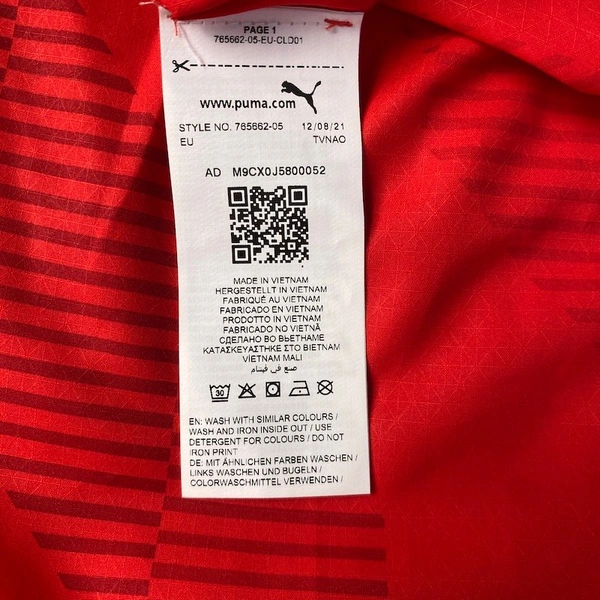 PAGE 1
765662-05-EU-CLD01
www.puma.com
STYLE NO. 765662-05 12/08/21
EU TVNAO
AD M9CX0J5800052
MADE IN VIETNAM
HERGESTELLT IN VIETNAM
FABRIQUÉ AU VIETNAM
FABRICADO EN VIETNAM
PRODOTTO IN VIETNAM
FABRICADO NO VIETNÃ
СДЕЛАНО ВО ВЬЕТНАМЕ
ΚΑΤΑΣΚΕΥΑΣΤΗΚΕ ΣΤΟ ΒΙΕΤΝΑΜ
VİETNAM MALI
صنع في فيتنام
30
EN: WASH WITH SIMILAR COLOURS /
WASH AND IRON INSIDE OUT / USE
DETERGENT FOR COLOURS / DO NOT
IRON PRINT
DE: MIT ÄHNLICHEN FARBEN WASCHEN /
LINKS WASCHEN UND BUGELN /
COLORWASCHMITTEL VERWENDEN /